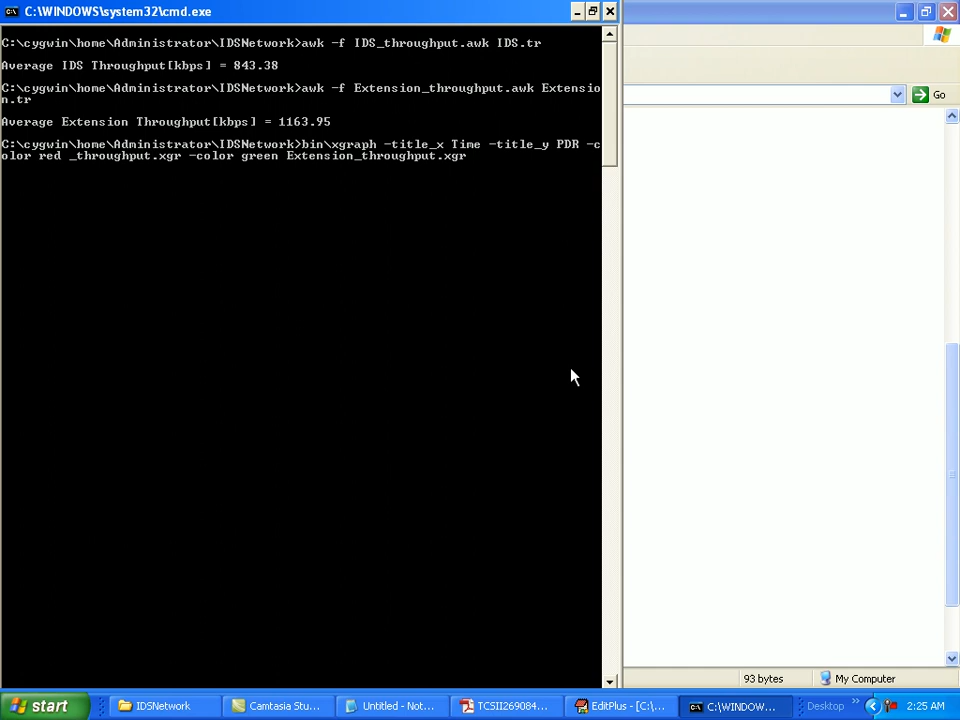 C:\WINDOWS\system32\cmd.exe
C:\cygwin\home\Administrator\IDSNetwork>awk -f IDS_throughput.awk IDS.tr
Average IDS Throughput[kbps] = 843.38
C:\cygwin\home\Administrator\IDSNetwork>awk -f Extension_throughput.awk Extensio
n.tr
Average Extension Throughput[kbps] = 1163.95
C:\cygwin\home\Administrator\IDSNetwork>bin\xgraph -title_x Time -title_y PDR -c
olor red _throughput.xgr -color green Extension_throughput.xgr
Go
93 bytes
My Computer
start
IDSNetwork
Camtasia Stu...
Untitled - Not...
TCSII269084...
EditPlus - [C:\...
C:\WINDOW...
Desktop
»
2:25 AM